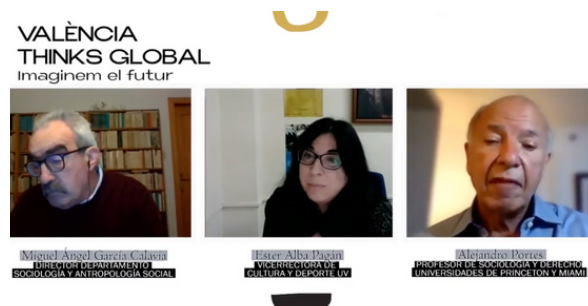 VALÈNCIA
THINKS GLOBAL
Imaginem el futur
Miguel Ángel García Calavia
DIRECTOR DEPARTAMENTO
SOCIOLOGÍA Y ANTROPOLOGÍA SOCIAL
Ester Alba Pagán
VICERRECTORA DE
CULTURA Y DEPORTE UV
Alejandro Portes
PROFESOR DE SOCIOLOGÍA Y DERECHO
UNIVERSIDADES DE PRINCETON Y MIAMI